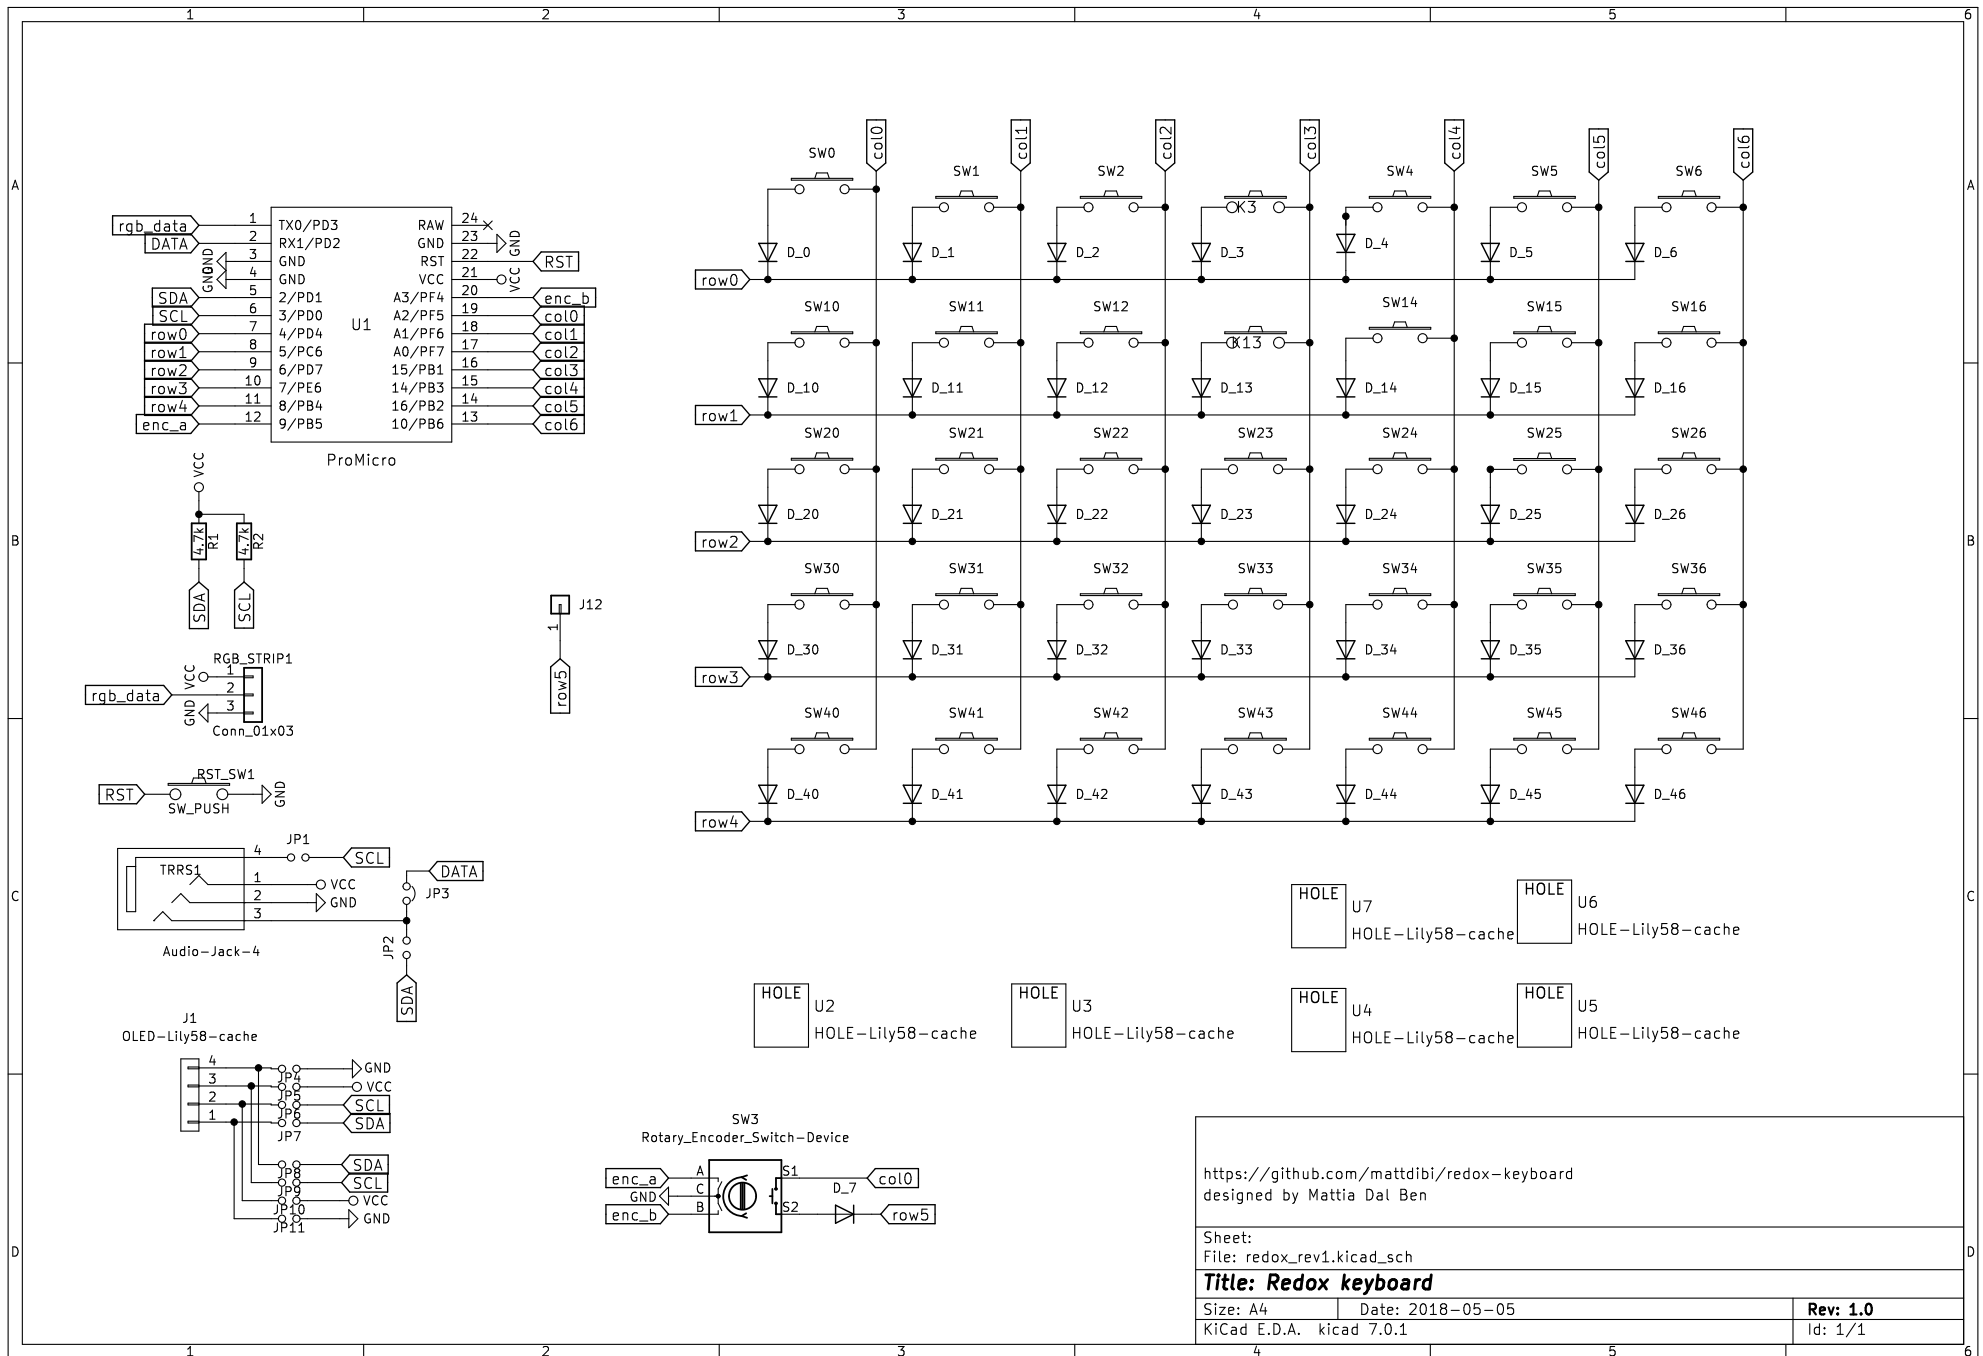 1 2 3 4 5 6
A
B
C
D
A
B
C
D
rgb_data 1 TX0/PD3 RAW 24
DATA 2 RX1/PD2 GND 23 GND
GND 3 GND RST 22 RST
GND 4 GND VCC 21 VCC
SDA 5 2/PD1 A3/PF4 20 enc_b
SCL 6 3/PD0 A2/PF5 19 col0
row0 7 4/PD4 U1 A1/PF6 18 col1
row1 8 5/PC6 A0/PF7 17 col2
row2 9 6/PD7 15/PB1 16 col3
row3 10 7/PE6 14/PB3 15 col4
row4 11 8/PB4 16/PB2 14 col5
enc_a 12 9/PB5 10/PB6 13 col6
ProMicro
VCC
4.7k R1 4.7k R2
SDA SCL
RGB_STRIP1
VCC 1
rgb_data 2
GND 3
Conn_01x03
J12
1
row5
RST_SW1
RST GND
SW_PUSH
JP1
4 SCL
TRRS1
1 VCC
2 GND
3
DATA
JP3
JP2
SDA
Audio-Jack-4
J1
OLED-Lily58-cache
4 JP4 GND
3 JP5 VCC
2 JP6 SCL
1 JP7 SDA
JP8 SDA
JP9 SCL
JP10 VCC
JP11 GND
col0 col1 col2 col3 col4 col5 col6
SW0 SW1 SW2 K3 SW4 SW5 SW6
D_0 D_1 D_2 D_3 D_4 D_5 D_6
row0
SW10 SW11 SW12 K13 SW14 SW15 SW16
D_10 D_11 D_12 D_13 D_14 D_15 D_16
row1
SW20 SW21 SW22 SW23 SW24 SW25 SW26
D_20 D_21 D_22 D_23 D_24 D_25 D_26
row2
SW30 SW31 SW32 SW33 SW34 SW35 SW36
D_30 D_31 D_32 D_33 D_34 D_35 D_36
row3
SW40 SW41 SW42 SW43 SW44 SW45 SW46
D_40 D_41 D_42 D_43 D_44 D_45 D_46
row4
HOLE U7
HOLE-Lily58-cache
HOLE U6
HOLE-Lily58-cache
HOLE U2
HOLE-Lily58-cache
HOLE U3
HOLE-Lily58-cache
HOLE U4
HOLE-Lily58-cache
HOLE U5
HOLE-Lily58-cache
SW3
Rotary_Encoder_Switch-Device
enc_a A S1 col0
GND C D_7
enc_b B S2 row5
https://github.com/mattdibi/redox-keyboard
designed by Mattia Dal Ben
Sheet:
File: redox_rev1.kicad_sch
Title: Redox keyboard
Size: A4 Date: 2018-05-05 Rev: 1.0
KiCad E.D.A. kicad 7.0.1 Id: 1/1
1 2 3 4 5 6